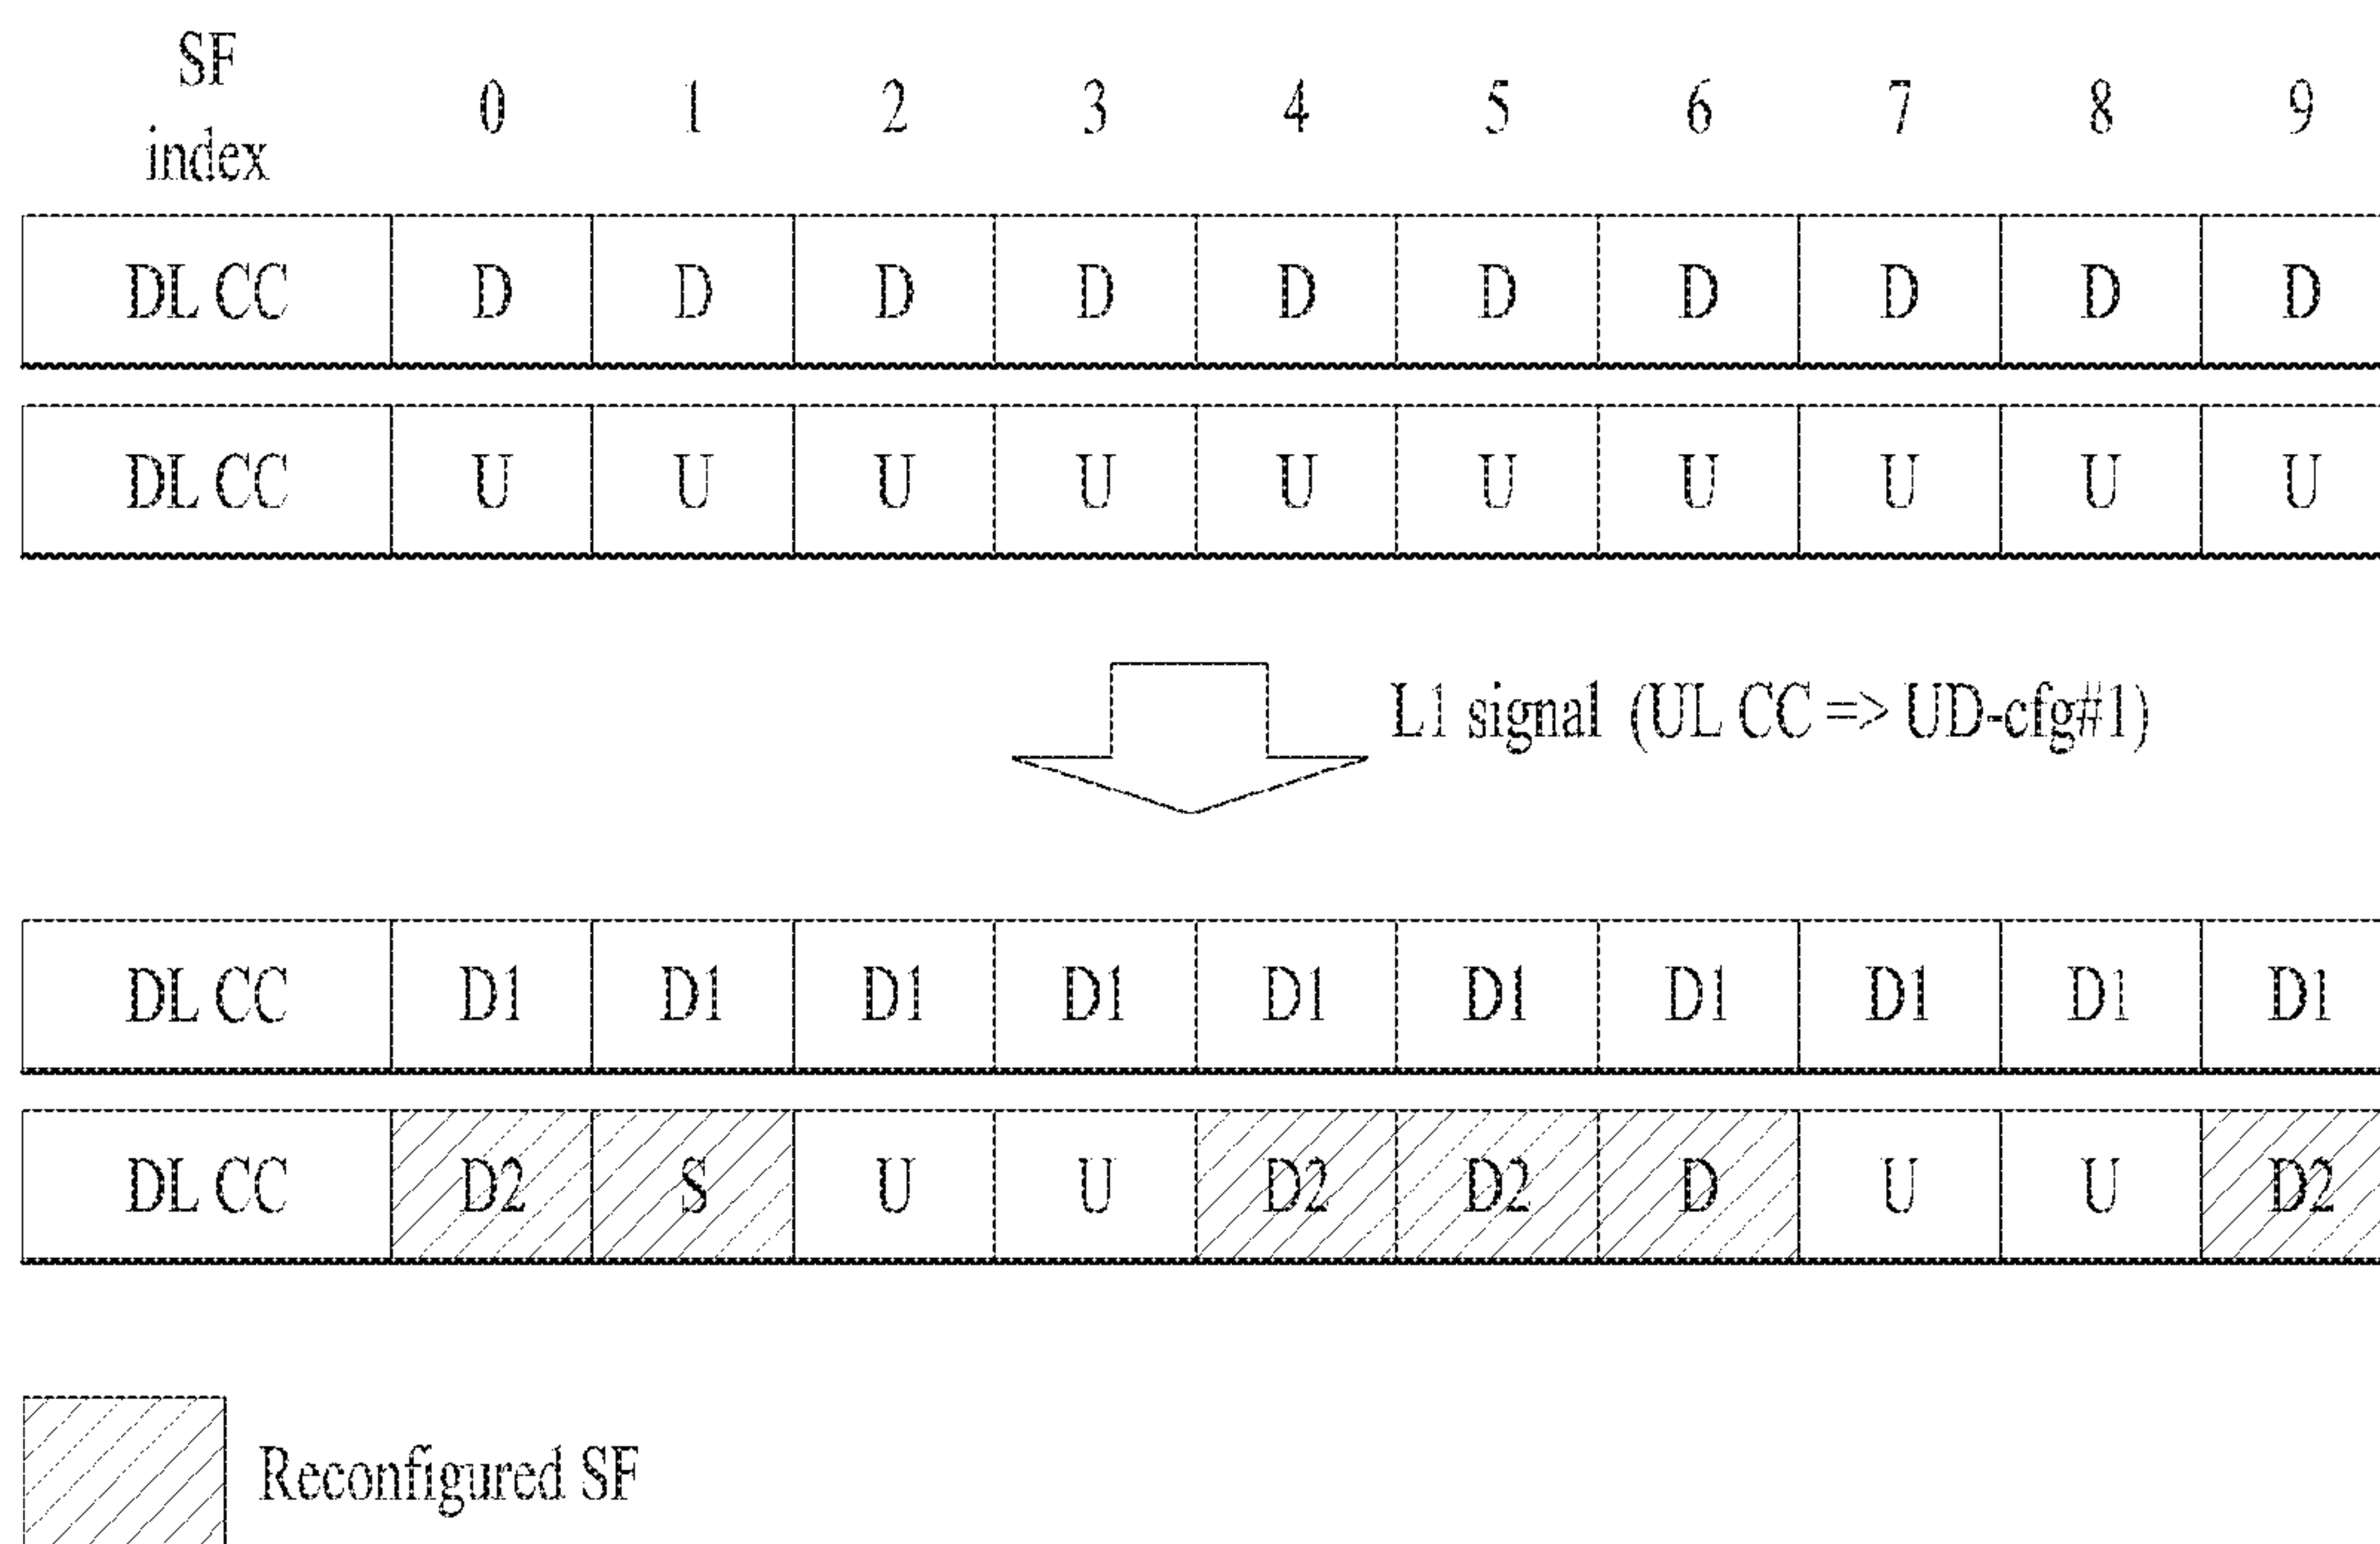 SF
index 0 1 2 3 4 5 6 7 8 9
DL CC D D D D D D D D D D
DL CC U U U U U U U U U U
L1 signal (UL CC => UD-cfg#1)
DL CC D1 D1 D1 D1 D1 D1 D1 D1 D1 D1
DL CC D2 S U U D2 D2 D U U D2
Reconfigured SF